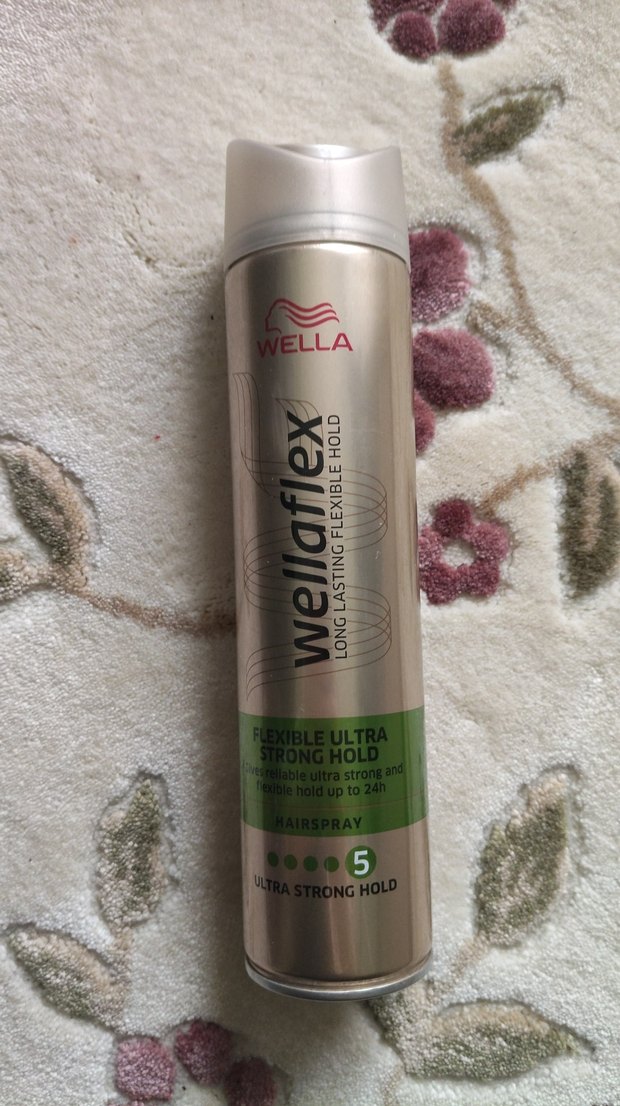 WELLA
wellaflex
LONG LASTING FLEXIBLE HOLD
FLEXIBLE ULTRA
STRONG HOLD
Gives reliable ultra strong and
flexible hold up to 24h
HAIRSPRAY
5
ULTRA STRONG HOLD